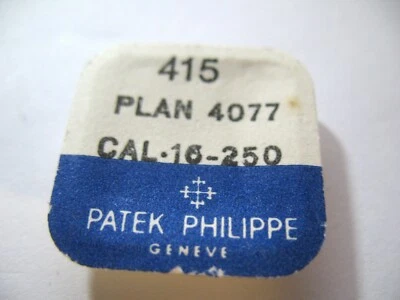 415
PLAN 4077
CAL·16-250
PATEK PHILIPPE
GENEVE